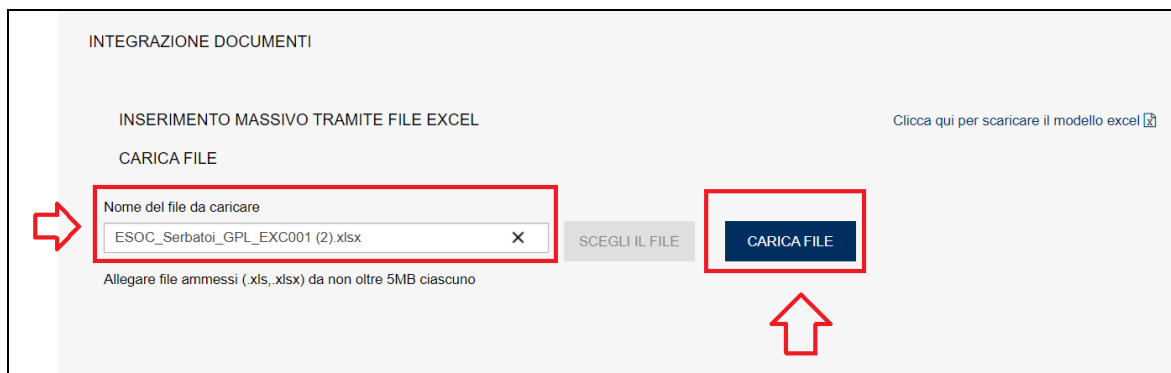 INTEGRAZIONE DOCUMENTI
INSERIMENTO MASSIVO TRAMITE FILE EXCEL
Clicca qui per scaricare il modello excel
CARICA FILE
Nome del file da caricare
ESOC_Serbatoi_GPL_EXC001 (2).xlsx
SCEGLI IL FILE
CARICA FILE
Allegare file ammessi (.xls,.xlsx) da non oltre 5MB ciascuno